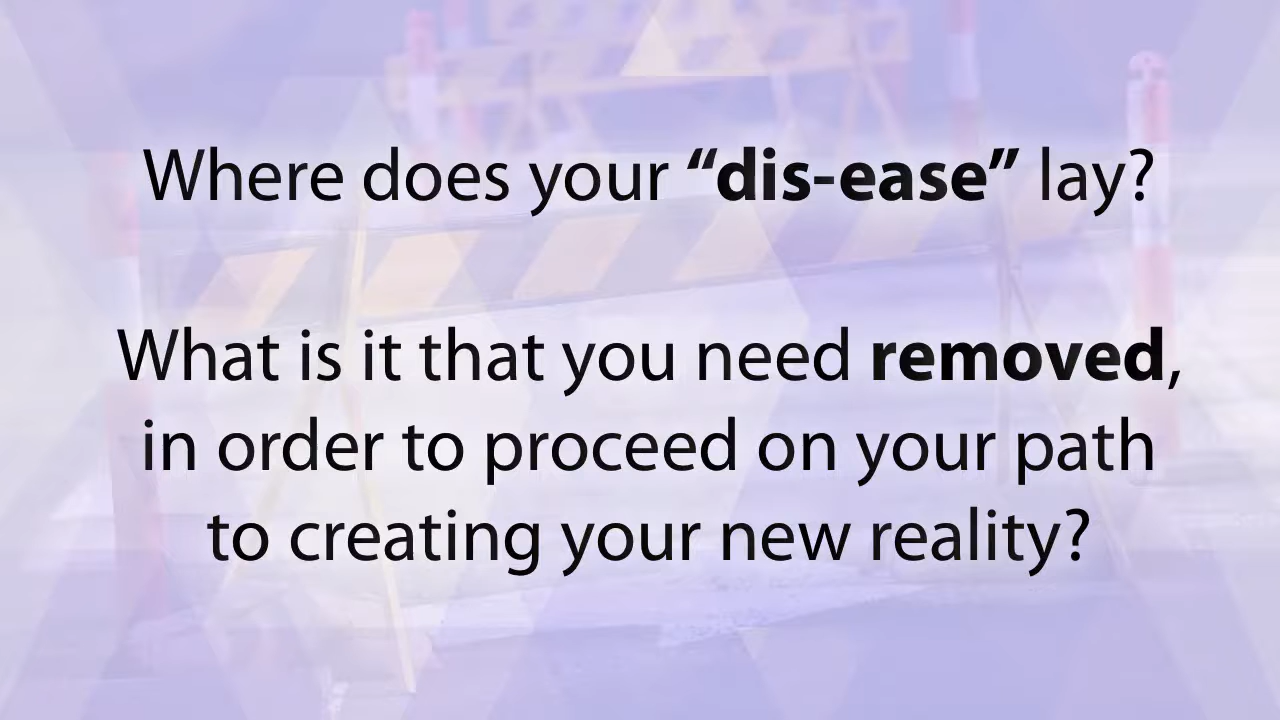 Where does your “dis-ease” lay?
What is it that you need removed,
in order to proceed on your path
to creating your new reality?